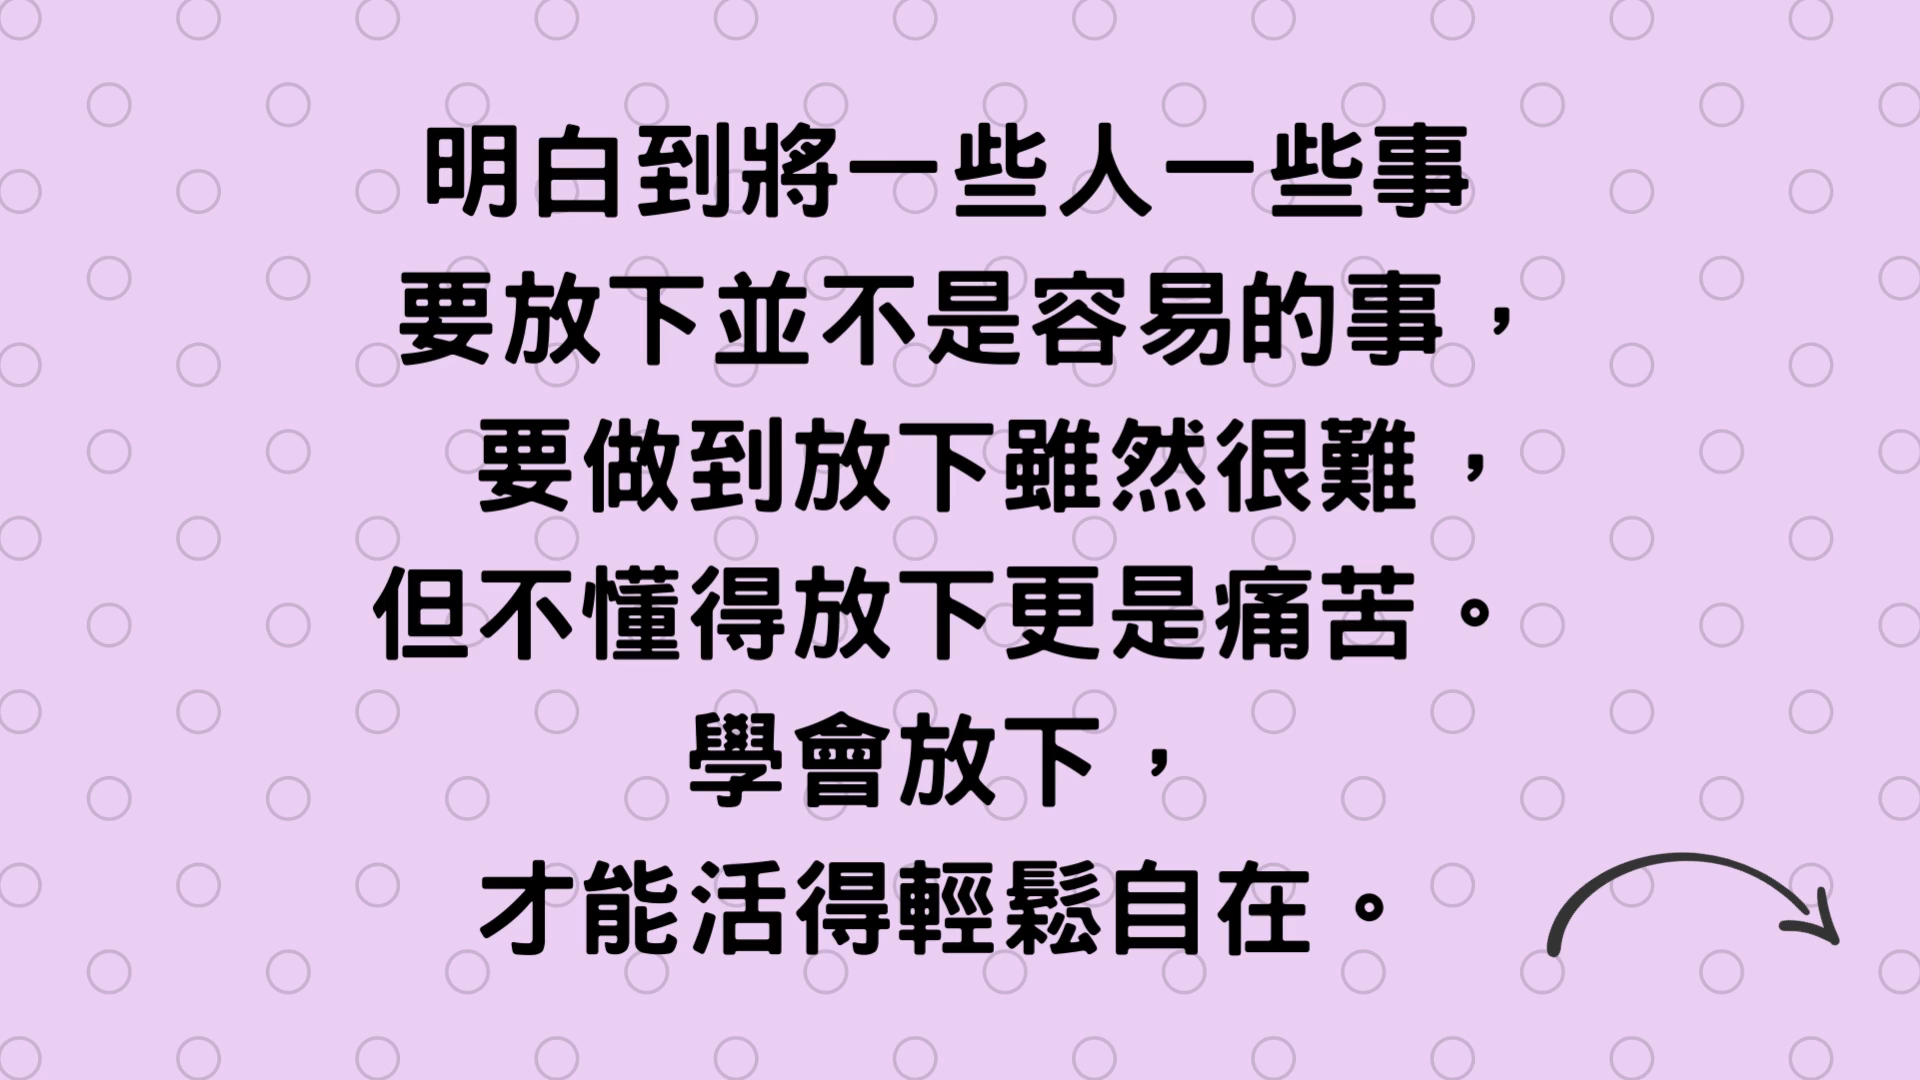 明白到將一些人一些事
要放下並不是容易的事，
要做到放下雖然很難，
但不懂得放下更是痛苦。
學會放下，
才能活得輕鬆自在。